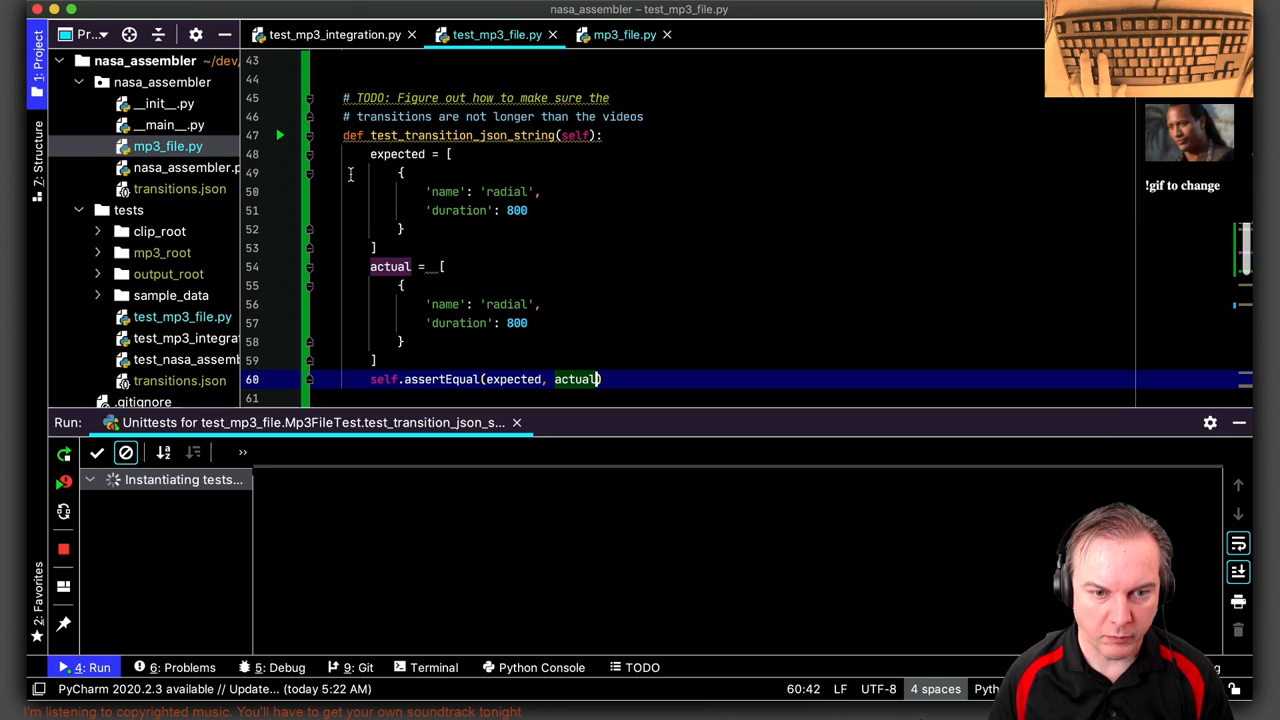 nasa_assembler – test_mp3_file.py
Pr...
test_mp3_integration.py
test_mp3_file.py
mp3_file.py
1: Project
7: Structure
2: Favorites
nasa_assembler ~/dev,
nasa_assembler
__init__.py
__main__.py
mp3_file.py
nasa_assembler.p
transitions.json
tests
clip_root
mp3_root
output_root
sample_data
test_mp3_file.py
test_mp3_integra
test_nasa_assemb
transitions.json
.gitignore
43
44
45 # TODO: Figure out how to make sure the
46 # transitions are not longer than the videos
47 def test_transition_json_string(self):
48 expected = [
49 {
50 'name': 'radial',
51 'duration': 800
52 }
53 ]
54 actual = [
55 {
56 'name': 'radial',
57 'duration': 800
58 }
59 ]
60 self.assertEqual(expected, actual)
61
!gif to change
Run: Unittests for test_mp3_file.Mp3FileTest.test_transition_json_s...
Instantiating tests...
4: Run
6: Problems
5: Debug
9: Git
Terminal
Python Console
TODO
PyCharm 2020.2.3 available // Update... (today 5:22 AM)
60:42 LF UTF-8 4 spaces Pyth
I'm listening to copyrighted music. You'll have to get your own soundtrack tonight